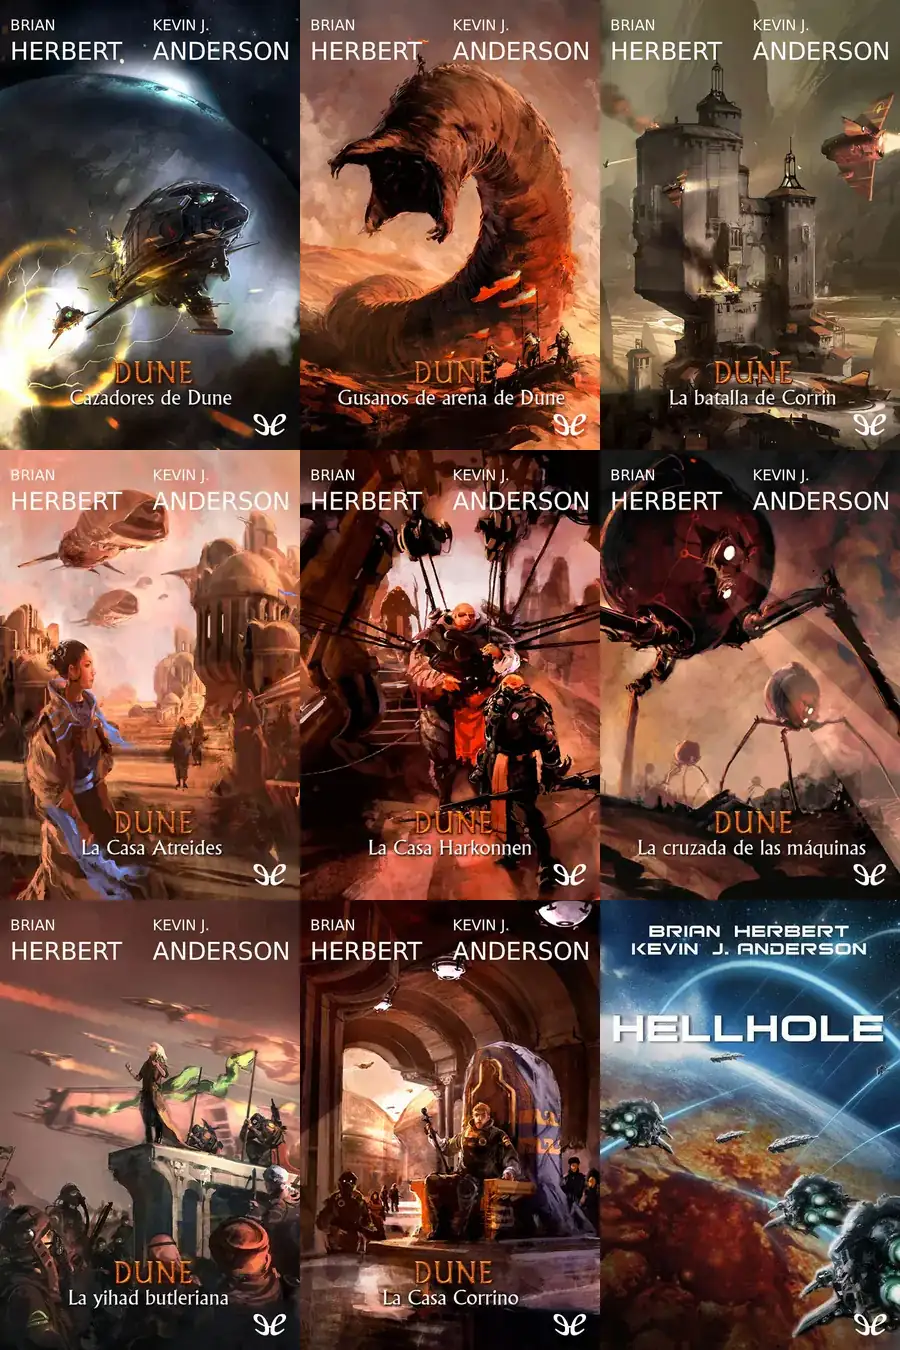 BRIAN KEVIN J.
HERBERT ANDERSON
DUNE
Cazadores de Dune
BRIAN KEVIN J.
HERBERT ANDERSON
DUNE
Gusanos de arena de Dune
BRIAN KEVIN J.
HERBERT ANDERSON
DUNE
La batalla de Corrin
BRIAN KEVIN J.
HERBERT ANDERSON
DUNE
La Casa Atreides
BRIAN KEVIN J.
HERBERT ANDERSON
DUNE
La Casa Harkonnen
BRIAN KEVIN J.
HERBERT ANDERSON
DUNE
La cruzada de las máquinas
BRIAN KEVIN J.
HERBERT ANDERSON
DUNE
La yihad butleriana
BRIAN KEVIN J.
HERBERT ANDERSON
DUNE
La Casa Corrino
BRIAN HERBERT
KEVIN J. ANDERSON
HELLHOLE